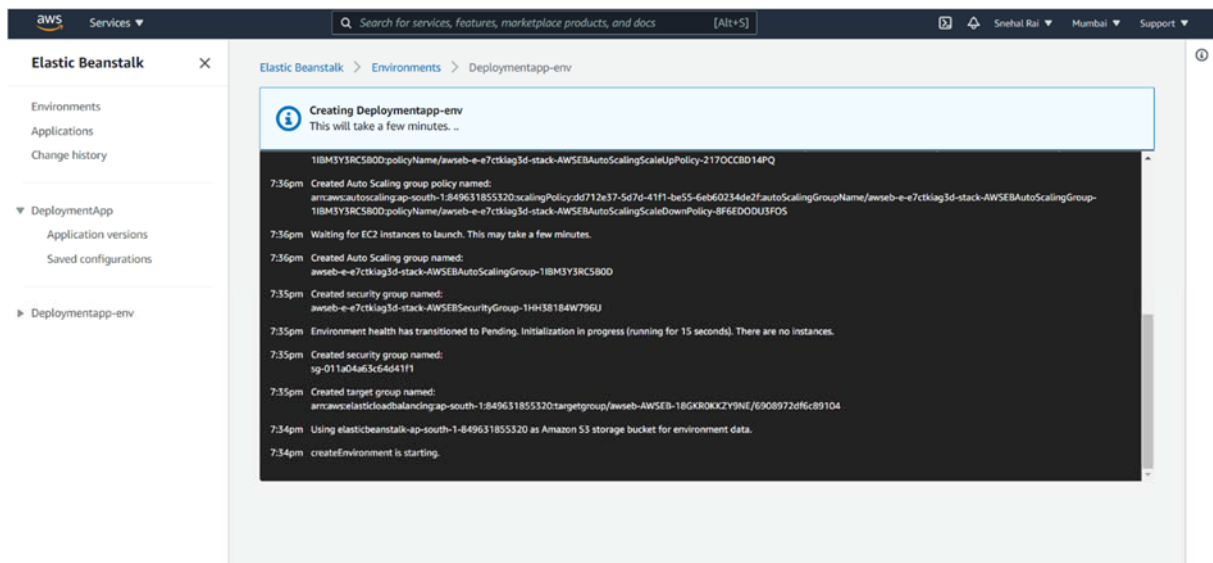 aws Services ▼ Search for services, features, marketplace products, and docs [Alt+S] Snehal Rai ▼ Mumbai ▼ Support ▼
Elastic Beanstalk
Environments
Applications
Change history
▼ DeploymentApp
Application versions
Saved configurations
▶ Deploymentapp-env
Elastic Beanstalk > Environments > Deploymentapp-env
Creating Deploymentapp-env
This will take a few minutes. ..
1IBM3Y3RC5B0D:policyName/awseb-e-e7ctkiag3d-stack-AWSEBAutoScalingScaleUpPolicy-217OCCBD14PQ
7:36pm Created Auto Scaling group policy named:
arn:aws:autoscaling:ap-south-1:849631855320:scalingPolicy:dd712e37-5d7d-41f1-be55-6eb60234de2f:autoScalingGroupName/awseb-e-e7ctkiag3d-stack-AWSEBAutoScalingGroup-
1IBM3Y3RC5B0D:policyName/awseb-e-e7ctkiag3d-stack-AWSEBAutoScalingScaleDownPolicy-8F6EDODU3FOS
7:36pm Waiting for EC2 instances to launch. This may take a few minutes.
7:36pm Created Auto Scaling group named:
awseb-e-e7ctkiag3d-stack-AWSEBAutoScalingGroup-1IBM3Y3RC5B0D
7:35pm Created security group named:
awseb-e-e7ctkiag3d-stack-AWSEBSecurityGroup-1HH38184W796U
7:35pm Environment health has transitioned to Pending. Initialization in progress (running for 15 seconds). There are no instances.
7:35pm Created security group named:
sg-011a04a63c64d41f1
7:35pm Created target group named:
arn:aws:elasticloadbalancing:ap-south-1:849631855320:targetgroup/awseb-AWSEB-18GKR0KKZY9NE/6908972df6c89104
7:34pm Using elasticbeanstalk-ap-south-1-849631855320 as Amazon S3 storage bucket for environment data.
7:34pm createEnvironment is starting.